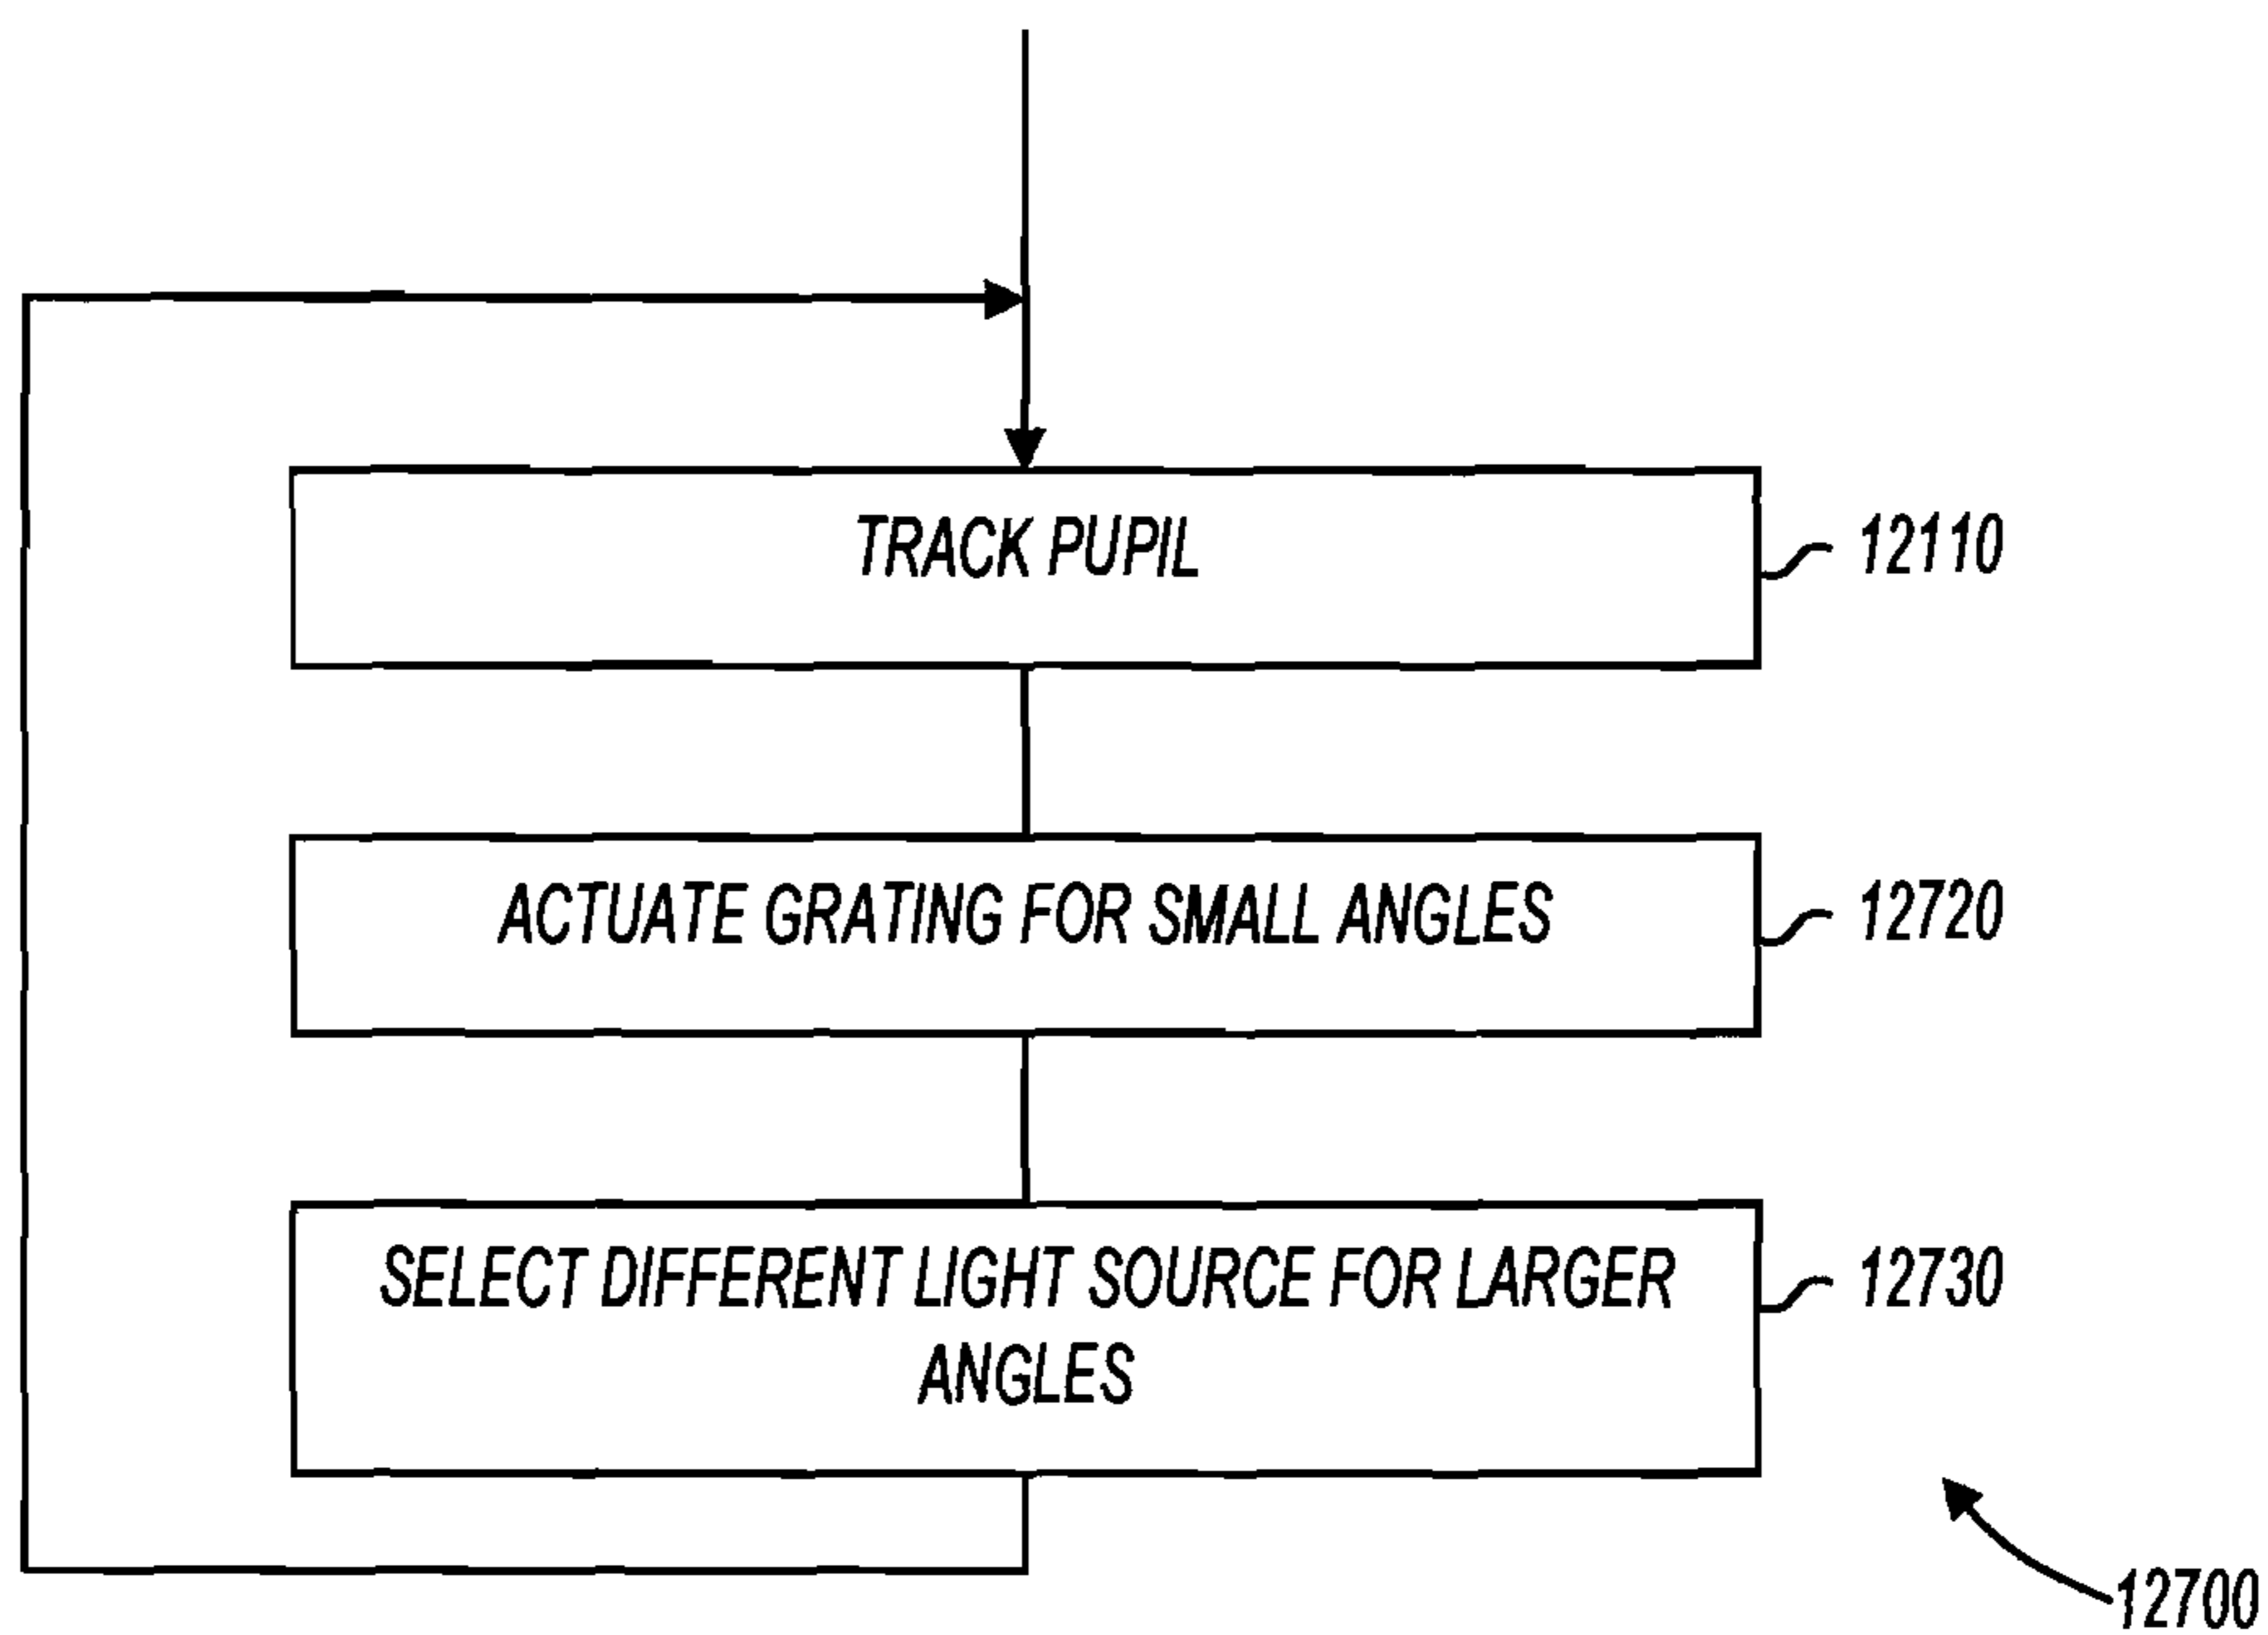 TRACK PUPIL
12110
ACTUATE GRATING FOR SMALL ANGLES
12720
SELECT DIFFERENT LIGHT SOURCE FOR LARGER
ANGLES
12730
12700